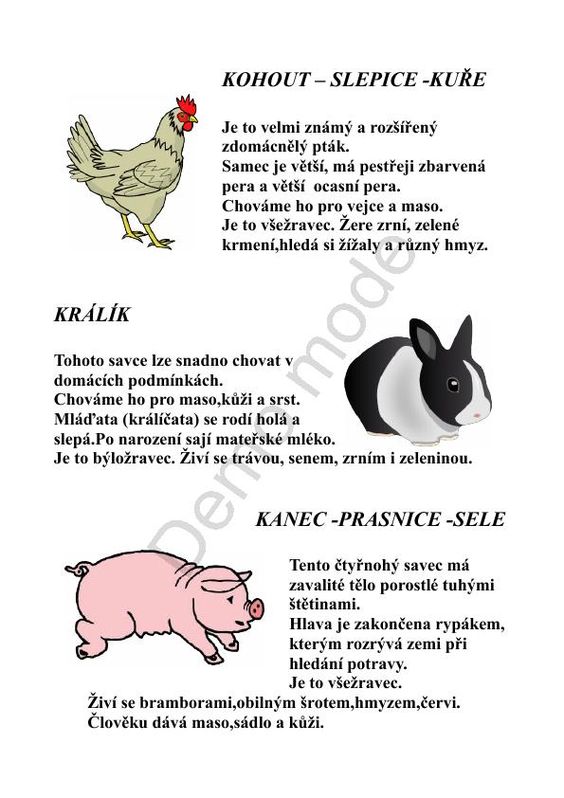 KOHOUT – SLEPICE -KUŘE
Je to velmi známý a rozšířený
zdomácnělý pták.
Samec je větší, má pestřeji zbarvená
pera a větší  ocasní pera.
Chováme ho pro vejce a maso.
Je to všežravec. Žere zrní, zelené
krmení,hledá si žížaly a různý hmyz.
KRÁLÍK
Tohoto savce lze snadno chovat v
domácích podmínkách.
Chováme ho pro maso,kůži a srst.
Mláďata (králíčata) se rodí holá a
slepá.Po narození sají mateřské mléko.
Je to býložravec. Živí se trávou, senem, zrním i zeleninou.
KANEC -PRASNICE -SELE
Tento čtyřnohý savec má
zavalité tělo porostlé tuhými
štětinami.
Hlava je zakončena rypákem,
kterým rozrývá zemi při
hledání potravy.
Je to všežravec.
Živí se bramborami,obilným šrotem,hmyzem,červi.
Člověku dává maso,sádlo a kůži.
Demo mode